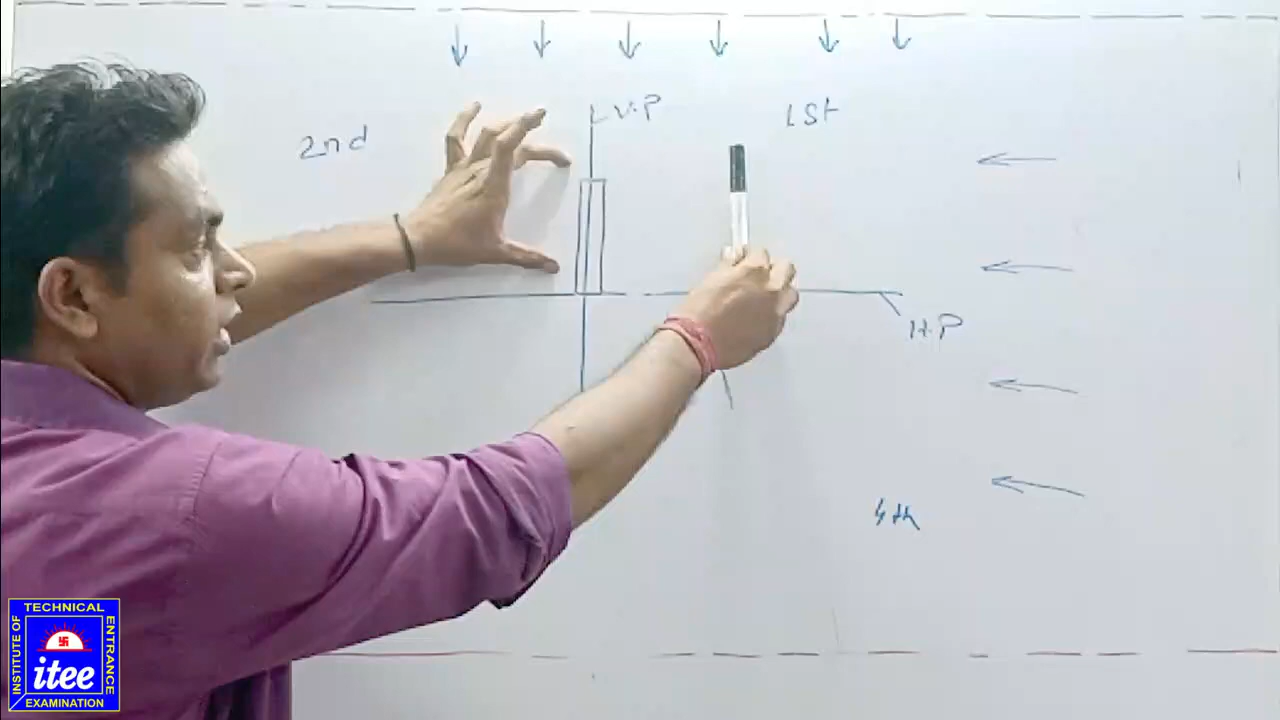 V.P
1st
2nd
H.P
4th
INSTITUTE OF
TECHNICAL
ENTRANCE
EXAMINATION
itee